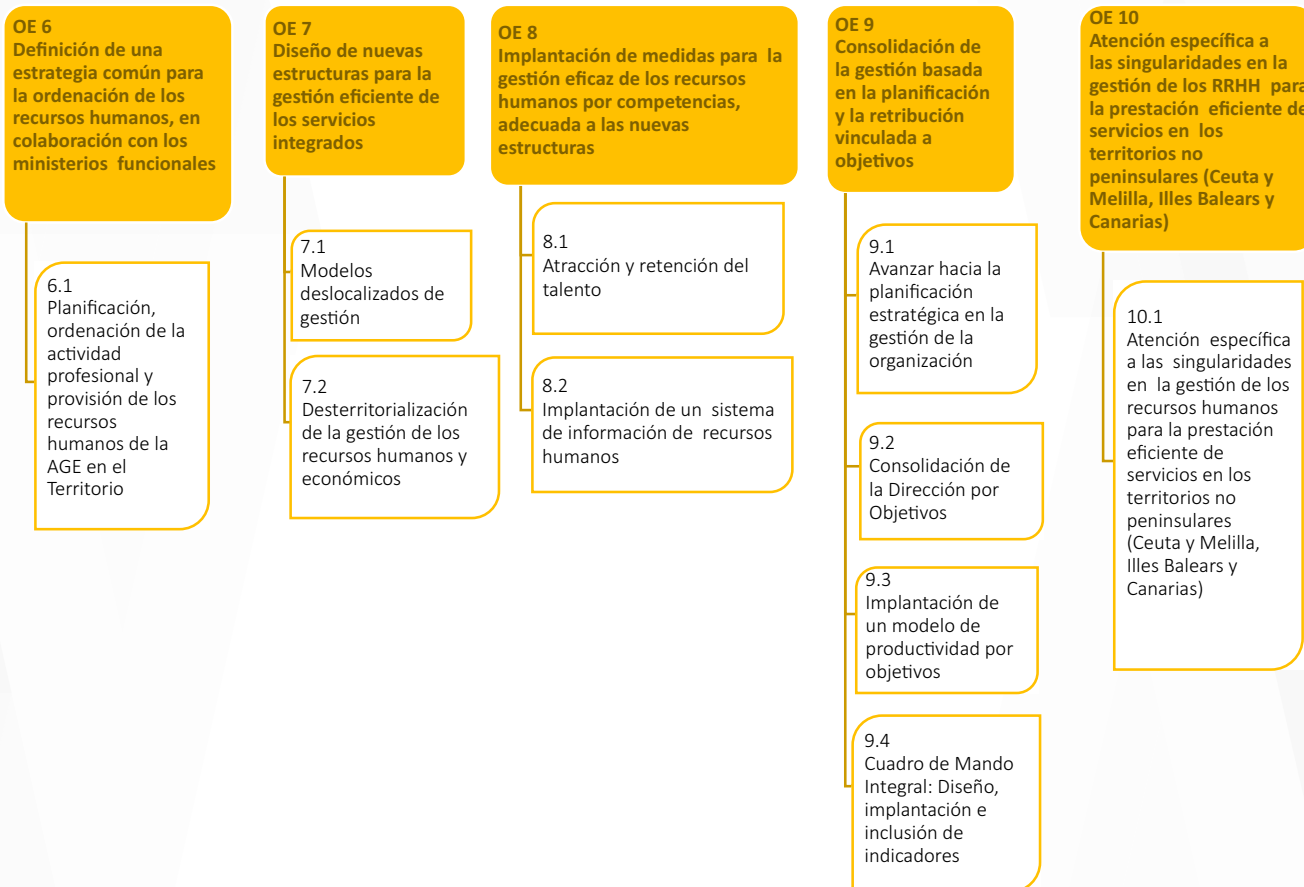 OE 6
Definición de una
estrategia común para
la ordenación de los
recursos humanos, en
colaboración con los
ministerios funcionales
6.1
Planificación,
ordenación de la
actividad
profesional y
provisión de los
recursos
humanos de la
AGE en el
Territorio
OE 7
Diseño de nuevas
estructuras para la
gestión eficiente de
los servicios
integrados
7.1
Modelos
deslocalizados de
gestión
7.2
Desterritorialización
de la gestión de los
recursos humanos y
económicos
OE 8
Implantación de medidas para la
gestión eficaz de los recursos
humanos por competencias,
adecuada a las nuevas
estructuras
8.1
Atracción y retención del
talento
8.2
Implantación de un sistema
de información de recursos
humanos
OE 9
Consolidación de
la gestión basada
en la planificación
y la retribución
vinculada a
objetivos
9.1
Avanzar hacia la
planificación
estratégica en la
gestión de la
organización
9.2
Consolidación de
la Dirección por
Objetivos
9.3
Implantación de
un modelo de
productividad por
objetivos
9.4
Cuadro de Mando
Integral: Diseño,
implantación e
inclusión de
indicadores
OE 10
Atención específica a
las singularidades en la
gestión de los RRHH para
la prestación eficiente de
servicios en los
territorios no
peninsulares (Ceuta y
Melilla, Illes Balears y
Canarias)
10.1
Atención específica
a las singularidades
en la gestión de los
recursos humanos
para la prestación
eficiente de
servicios en los
territorios no
peninsulares
(Ceuta y Melilla,
Illes Balears y
Canarias)